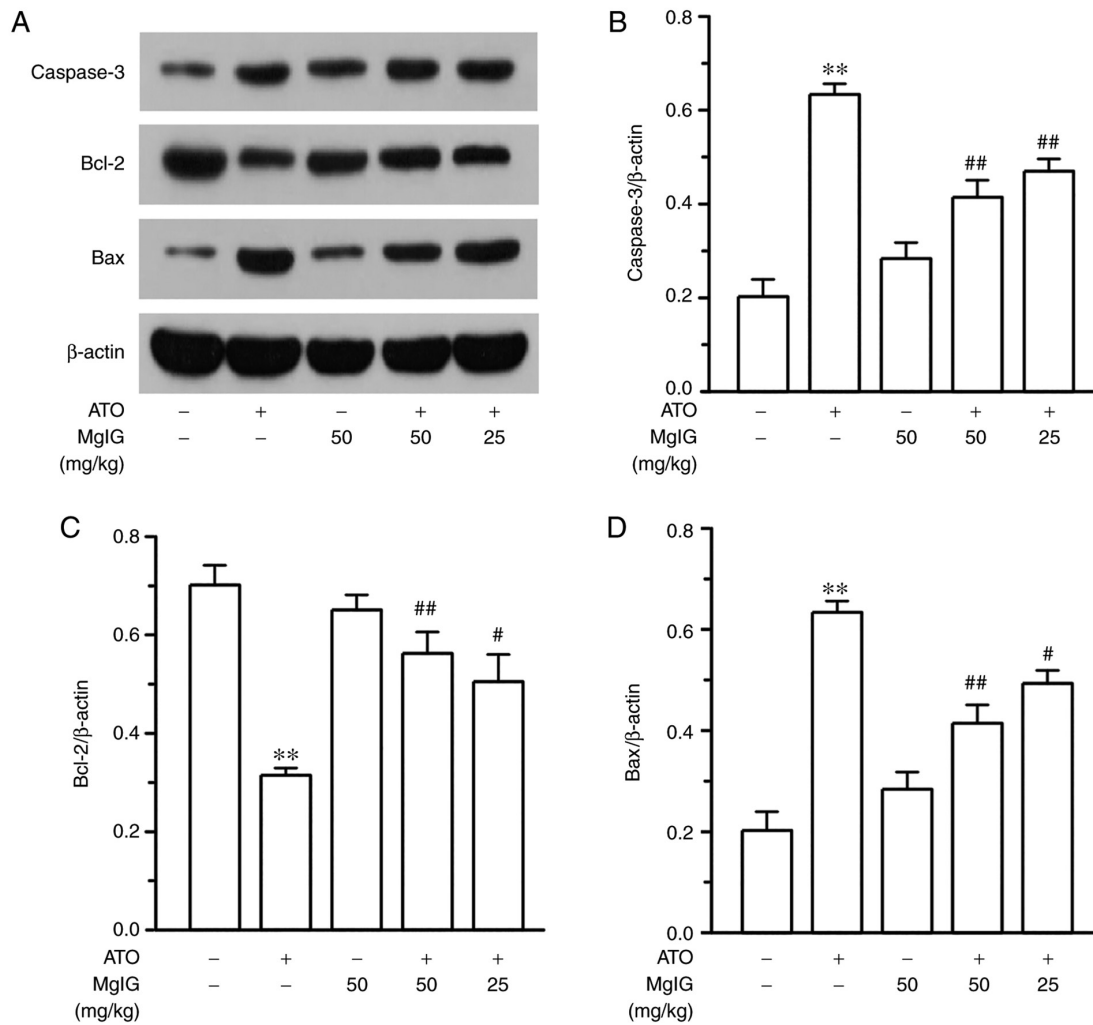 A
Caspase-3
Bcl-2
Bax
β-actin
ATO – + – + +
MgIG – – 50 50 25
(mg/kg)
B
Caspase-3/β-actin
0.8
0.6
0.4
0.2
0.0
**
##
##
ATO – + – + +
MgIG – – 50 50 25
(mg/kg)
C
Bcl-2/β-actin
0.8
0.6
0.4
0.2
0.0
**
##
#
ATO – + – + +
MgIG – – 50 50 25
(mg/kg)
D
Bax/β-actin
0.8
0.6
0.4
0.2
0.0
**
##
#
ATO – + – + +
MgIG – – 50 50 25
(mg/kg)